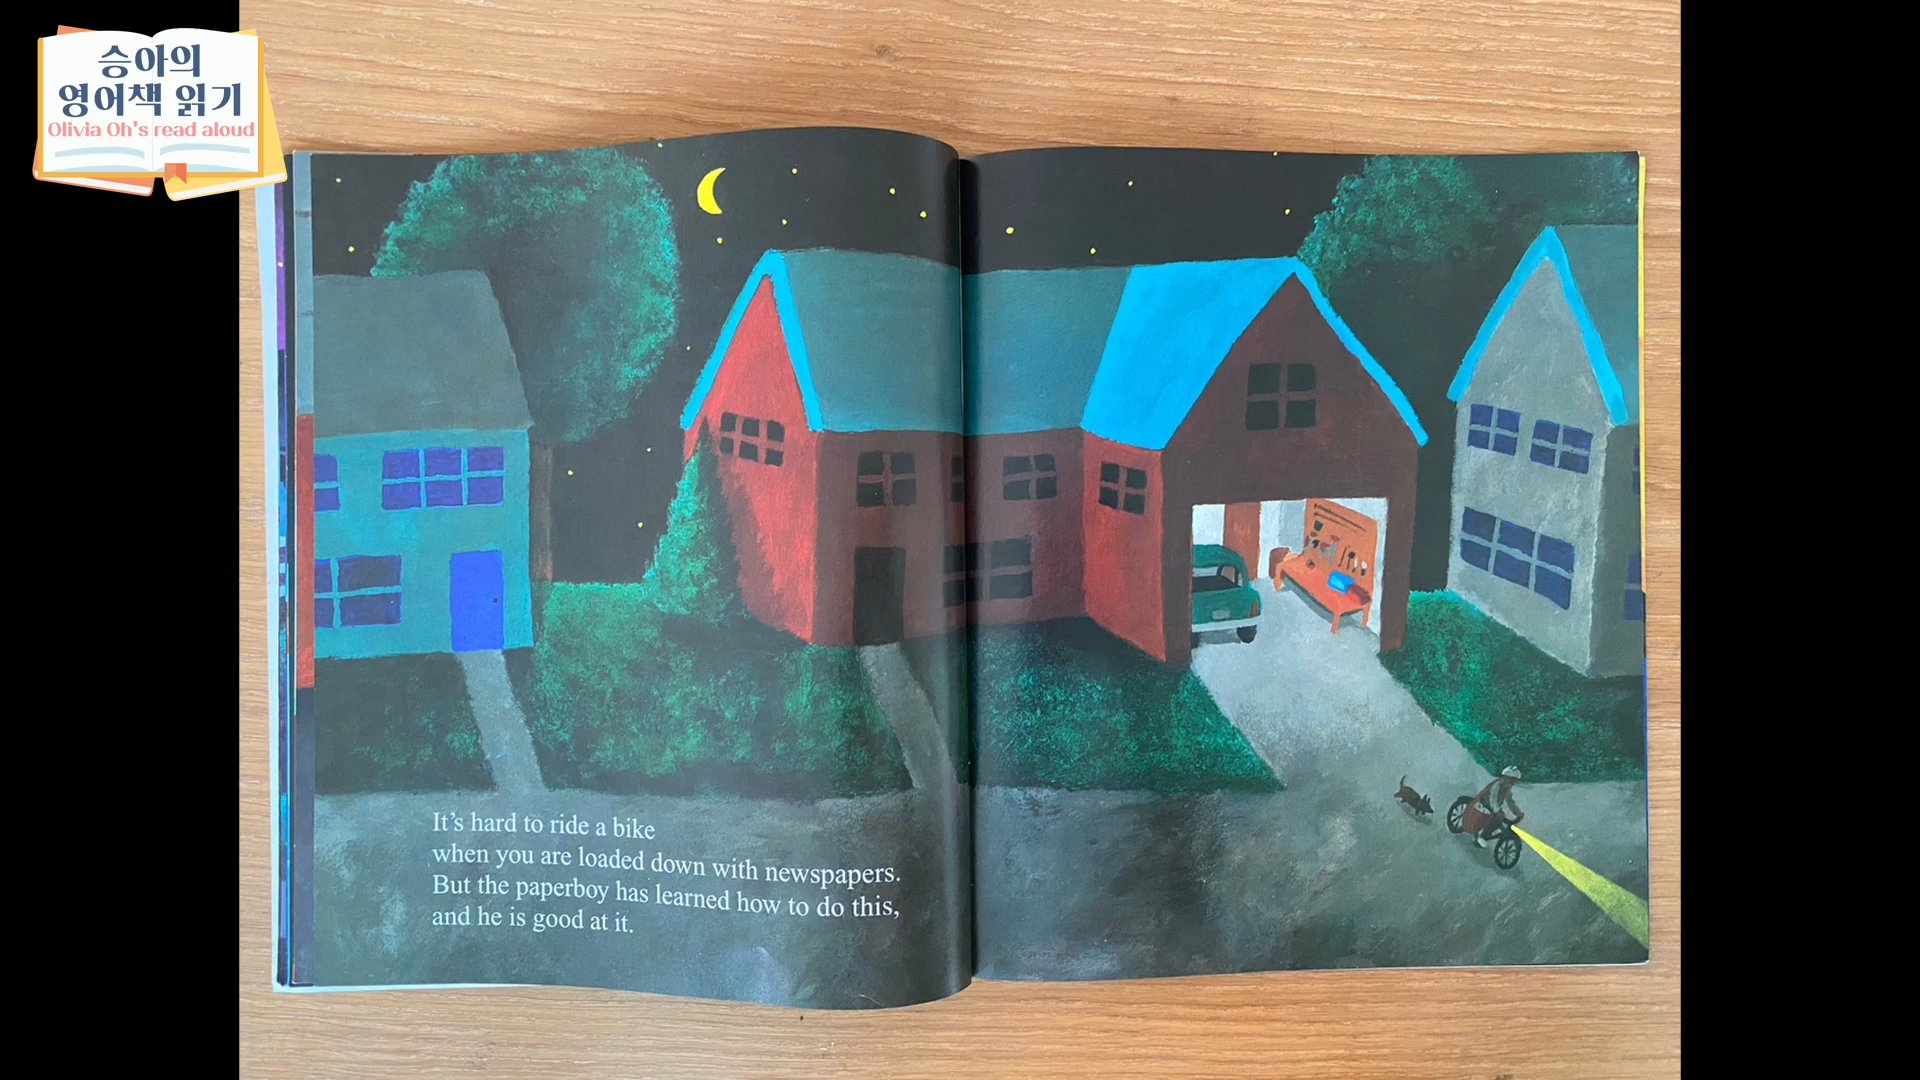 승아의
영어책 읽기
Olivia Oh's read aloud
It's hard to ride a bike
when you are loaded down with newspapers.
But the paperboy has learned how to do this,
and he is good at it.